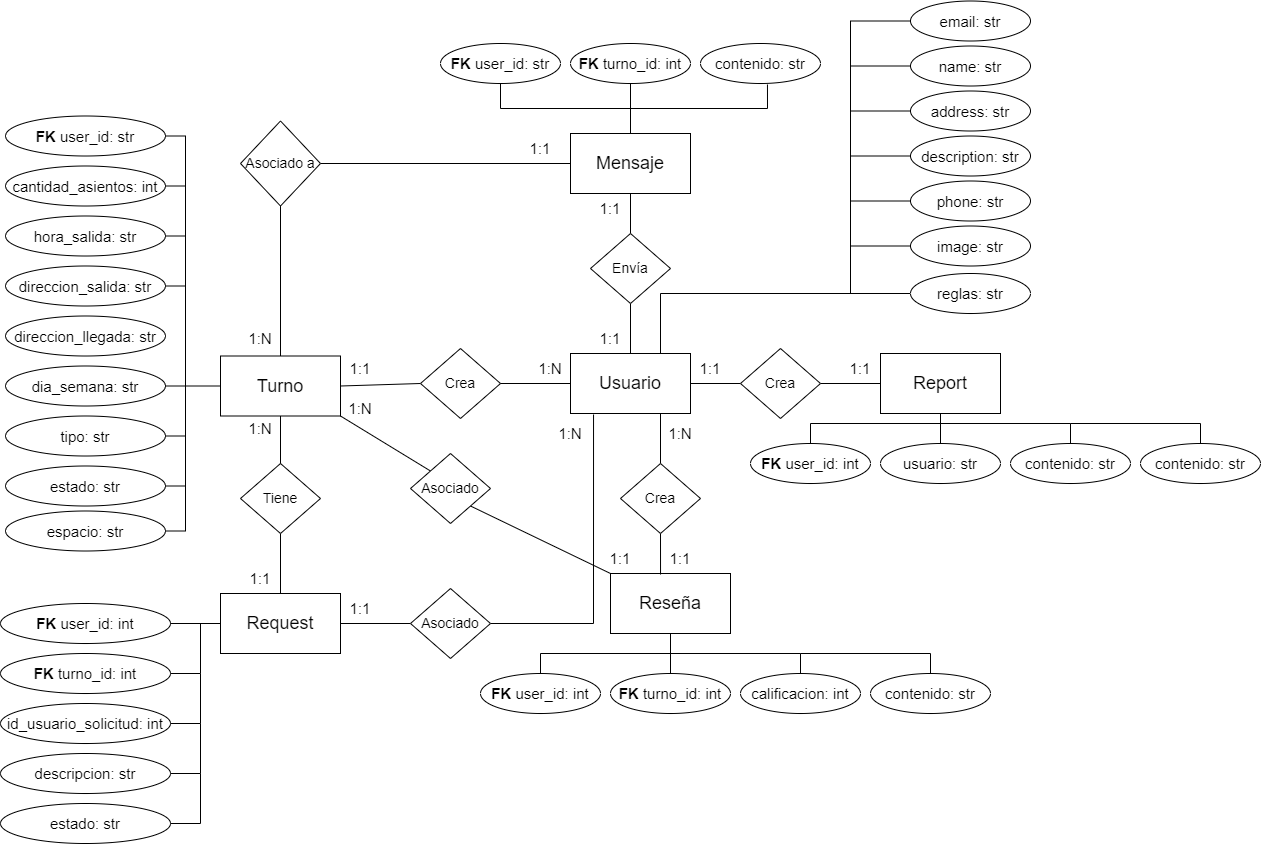 email: str
FK user_id: str
FK turno_id: int
contenido: str
name: str
address: str
FK user_id: str
Asociado a
1:1
Mensaje
description: str
cantidad_asientos: int
phone: str
1:1
hora_salida: str
image: str
Envía
direccion_salida: str
reglas: str
direccion_llegada: str
1:N
1:1
dia_semana: str
Turno
1:1
Crea
1:N
Usuario
1:1
Crea
1:1
Report
1:N
tipo: str
1:N
1:N
1:N
FK user_id: int
usuario: str
contenido: str
contenido: str
estado: str
Tiene
Asociado
Crea
espacio: str
1:1
1:1
1:1
FK user_id: int
Request
1:1
Asociado
Reseña
FK turno_id: int
FK user_id: int
FK turno_id: int
calificacion: int
contenido: str
id_usuario_solicitud: int
descripcion: str
estado: str